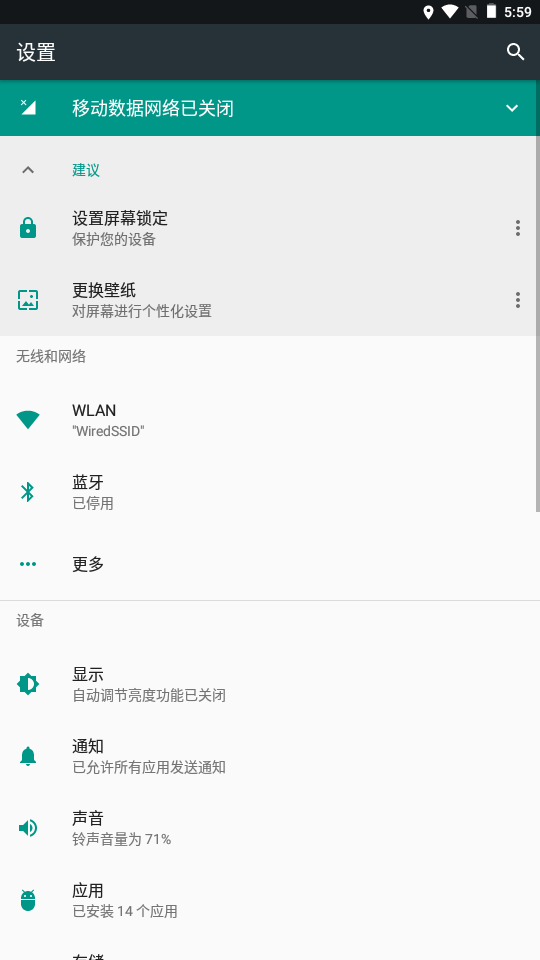 5:59
设置
移动数据网络已关闭
建议
设置屏幕锁定
保护您的设备
更换壁纸
对屏幕进行个性化设置
无线和网络
WLAN
"WiredSSID"
蓝牙
已停用
更多
设备
显示
自动调节亮度功能已关闭
通知
已允许所有应用发送通知
声音
铃声音量为 71%
应用
已安装 14 个应用